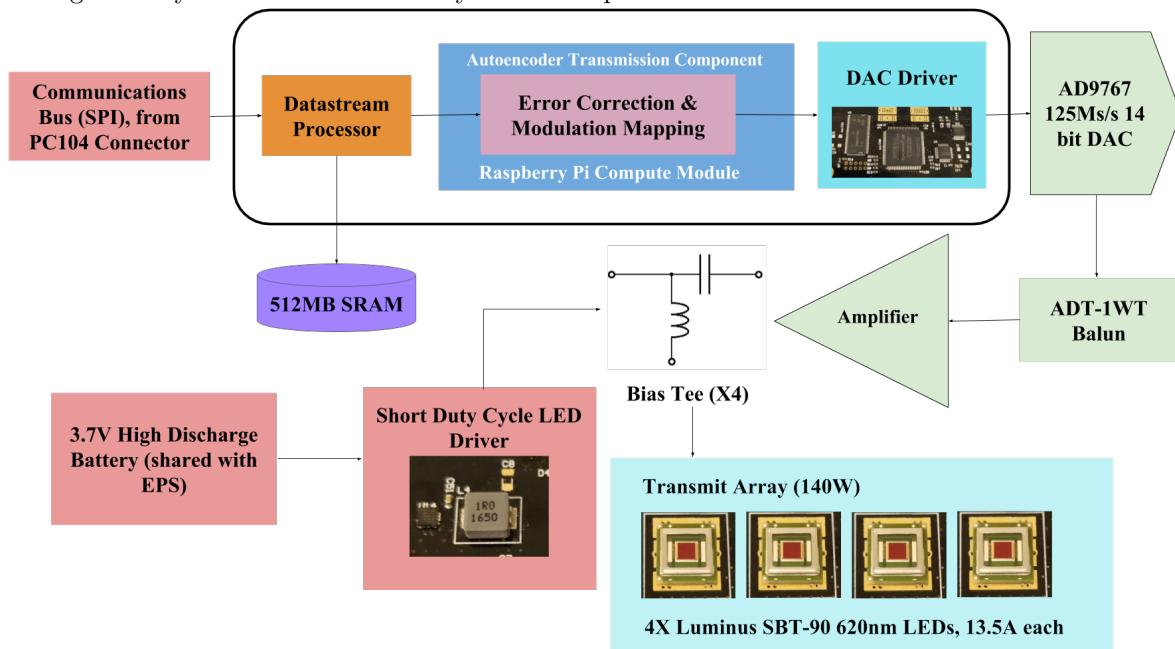 Autoencoder Transmission Component
DAC Driver
AD9767
125Ms/s 14
bit DAC
Communications
Bus (SPI), from
PC104 Connector
Datastream
Processor
Error Correction &
Modulation Mapping
Raspberry Pi Compute Module
512MB SRAM
Amplifier
ADT-1WT
Balun
Bias Tee (X4)
3.7V High Discharge
Battery (shared with
EPS)
Short Duty Cycle LED
Driver
C8
1R0
1650
Transmit Array (140W)
4X Luminus SBT-90 620nm LEDs, 13.5A each